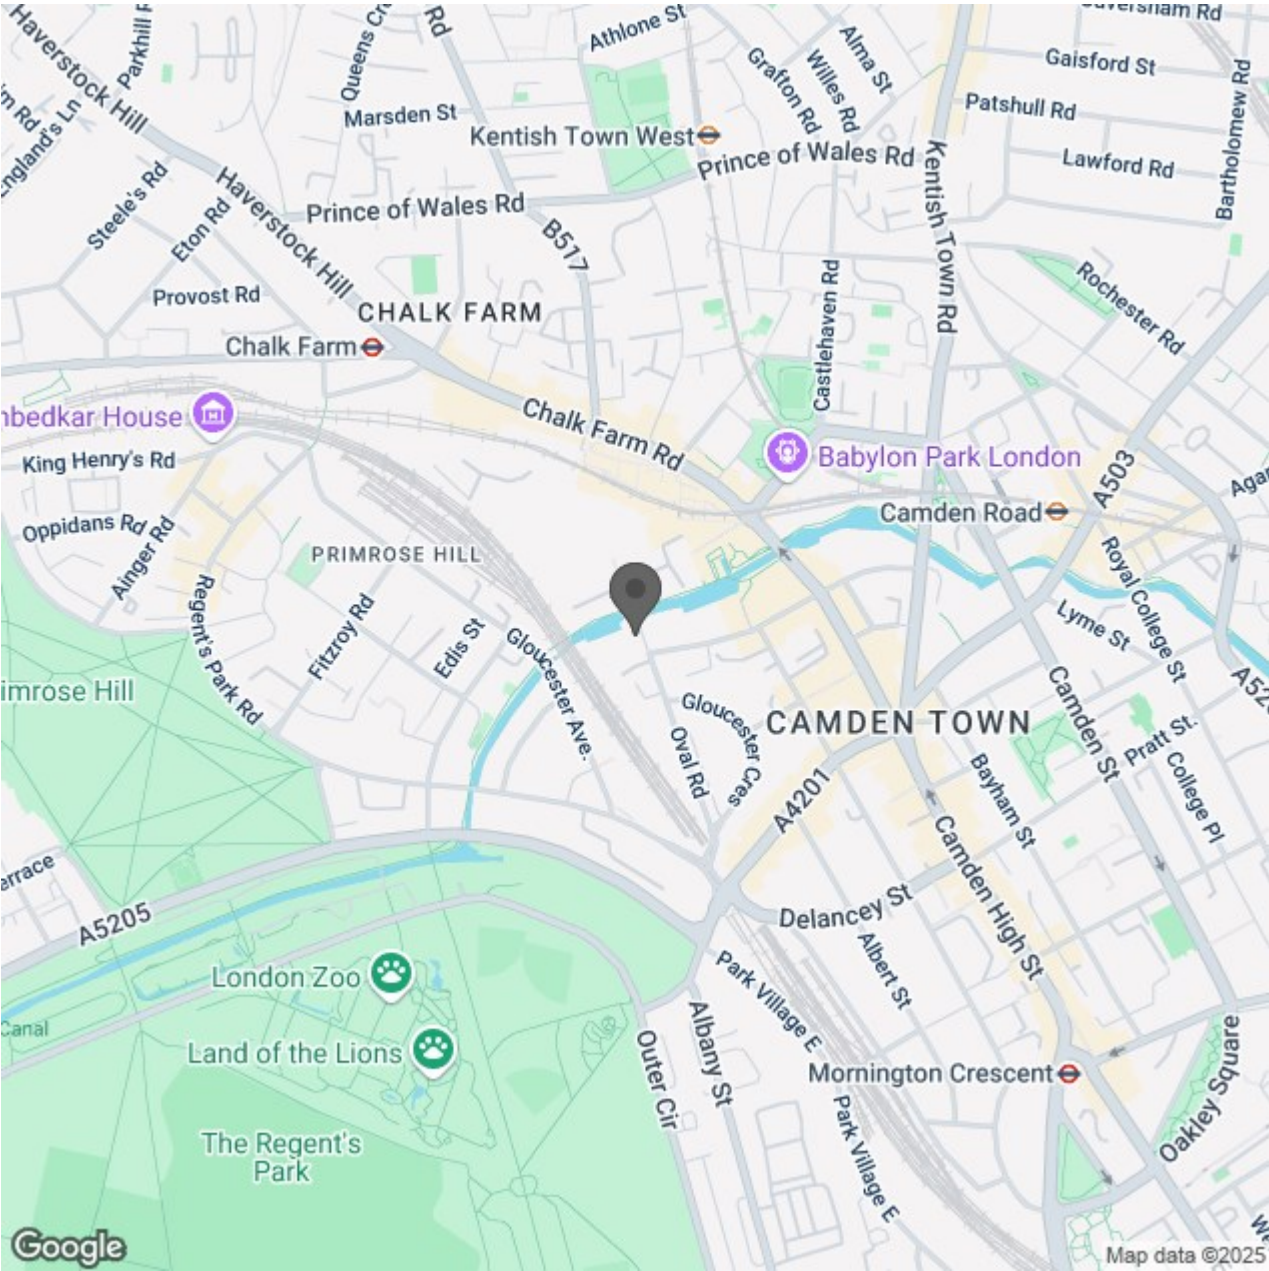 Haverstock Hill
Parkhill R
Queens Cr
Rd
Athlone St
Alma St
Willes Rd
Grafton Rd
Gaisford St
Patshull Rd
Lawford Rd
Bartholomew Rd
England's Ln
Marsden St
Kentish Town West
Prince of Wales Rd
Steele's Rd
Eton Rd
Haverstock Hill
Prince of Wales Rd
B517
Kentish Town Rd
Provost Rd
CHALK FARM
Castlehaven Rd
Rochester Rd
Chalk Farm
Chalk Farm Rd
mbedkar House
King Henry's Rd
Babylon Park London
A503
Agar
Oppidans Rd
Ainger Rd
Camden Road
PRIMROSE HILL
Royal College St
Regent's Park Rd
Fitzroy Rd
Edis St
Gloucester Ave.
Lyme St
imrose Hill
Gloucester Cres
Oval Rd
CAMDEN TOWN
Camden St
Pratt St.
College Pl
A4201
Bayham St
errace
A5205
Delancey St
Camden High St
Albert St
London Zoo
Park Village E
Canal
Land of the Lions
Outer Cir
Albany St
Mornington Crescent
Oakley Square
The Regent's
Park
Park Village E
Google
Map data ©2025